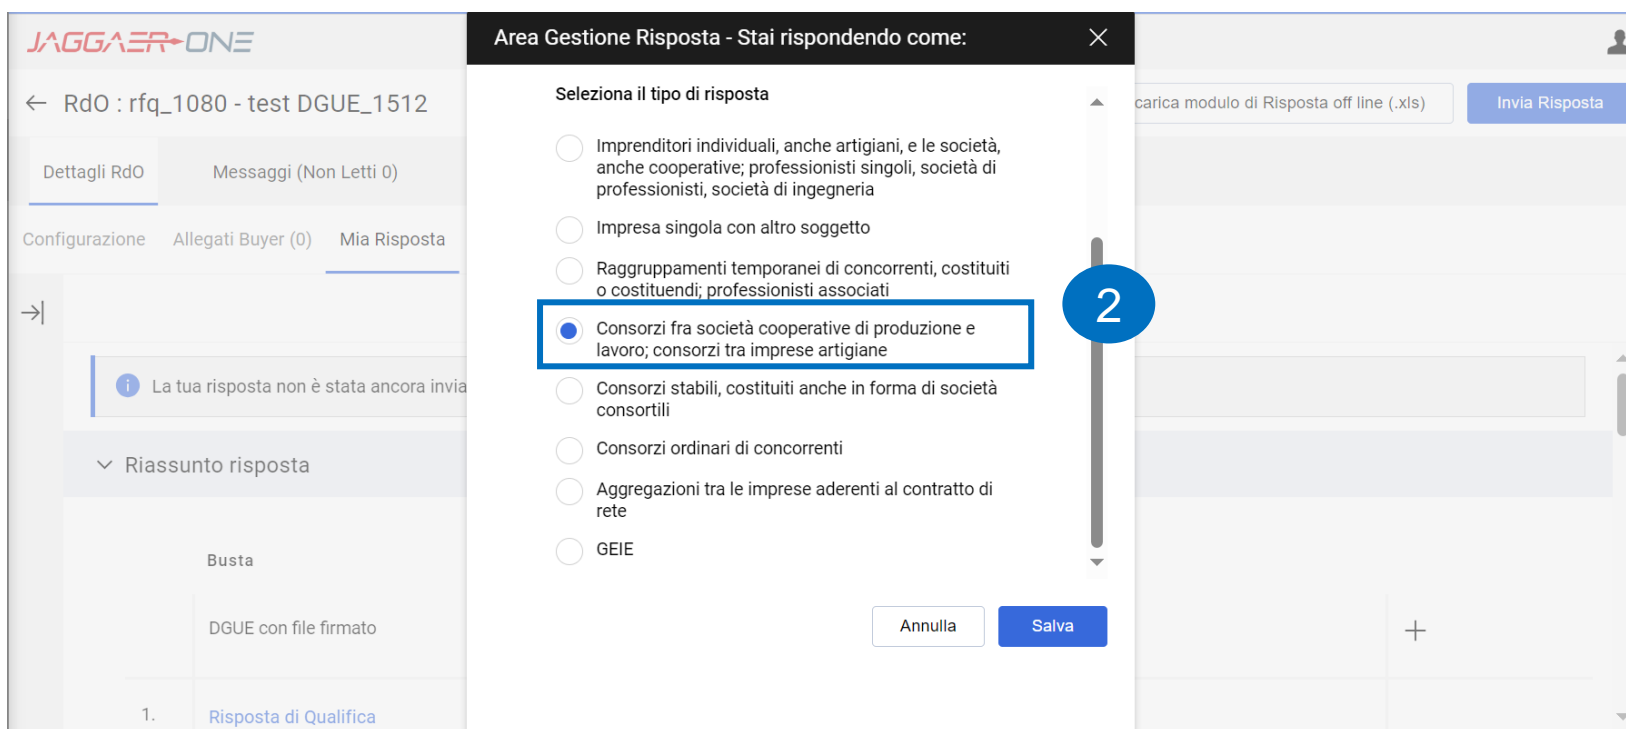 JAGGAER ONE
Area Gestione Risposta - Stai rispondendo come:
RdO : rfq_1080 - test DGUE_1512
carica modulo di Risposta off line (.xls)
Invia Risposta
Dettagli RdO
Messaggi (Non Letti 0)
Configurazione
Allegati Buyer (0)
Mia Risposta
Seleziona il tipo di risposta
Imprenditori individuali, anche artigiani, e le società,
anche cooperative; professionisti singoli, società di
professionisti, società di ingegneria
Impresa singola con altro soggetto
Raggruppamenti temporanei di concorrenti, costituiti
o costituendi; professionisti associati
Consorzi fra società cooperative di produzione e
lavoro; consorzi tra imprese artigiane
2
Consorzi stabili, costituiti anche in forma di società
consortili
Consorzi ordinari di concorrenti
Aggregazioni tra le imprese aderenti al contratto di
rete
GEIE
Annulla
Salva
La tua risposta non è stata ancora invia
Riassunto risposta
Busta
DGUE con file firmato
1.
Risposta di Qualifica